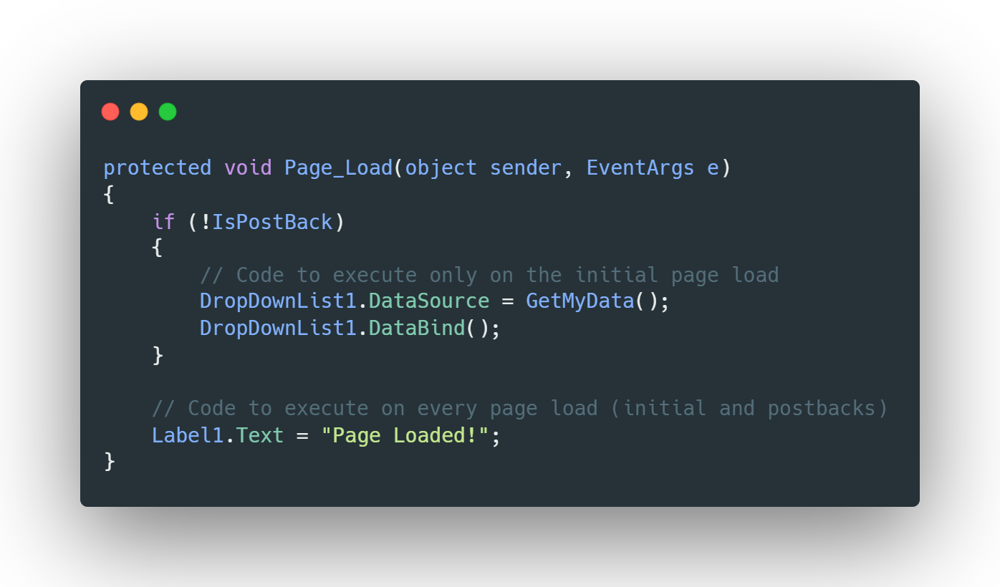 protected void Page_Load(object sender, EventArgs e)
{
    if (!IsPostBack)
    {
        // Code to execute only on the initial page load
        DropDownList1.DataSource = GetMyData();
        DropDownList1.DataBind();
    }

    // Code to execute on every page load (initial and postbacks)
    Label1.Text = "Page Loaded!";
}